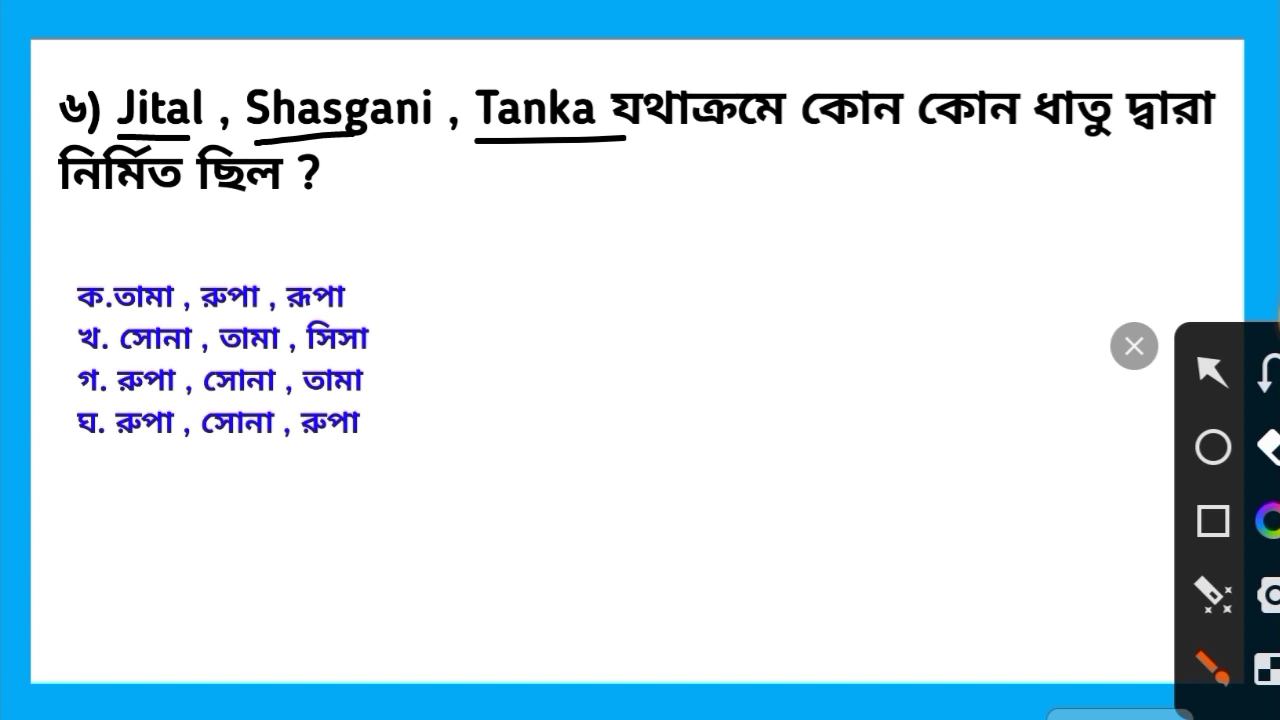 ৬) Jital , Shasgani , Tanka যথাক্রমে কোন কোন ধাতু দ্বারা
নির্মিত ছিল ?
ক.তামা , রুপা , রূপা
খ. সোনা , তামা , সিসা
গ. রুপা , সোনা , তামা
ঘ. রুপা , সোনা , রুপা